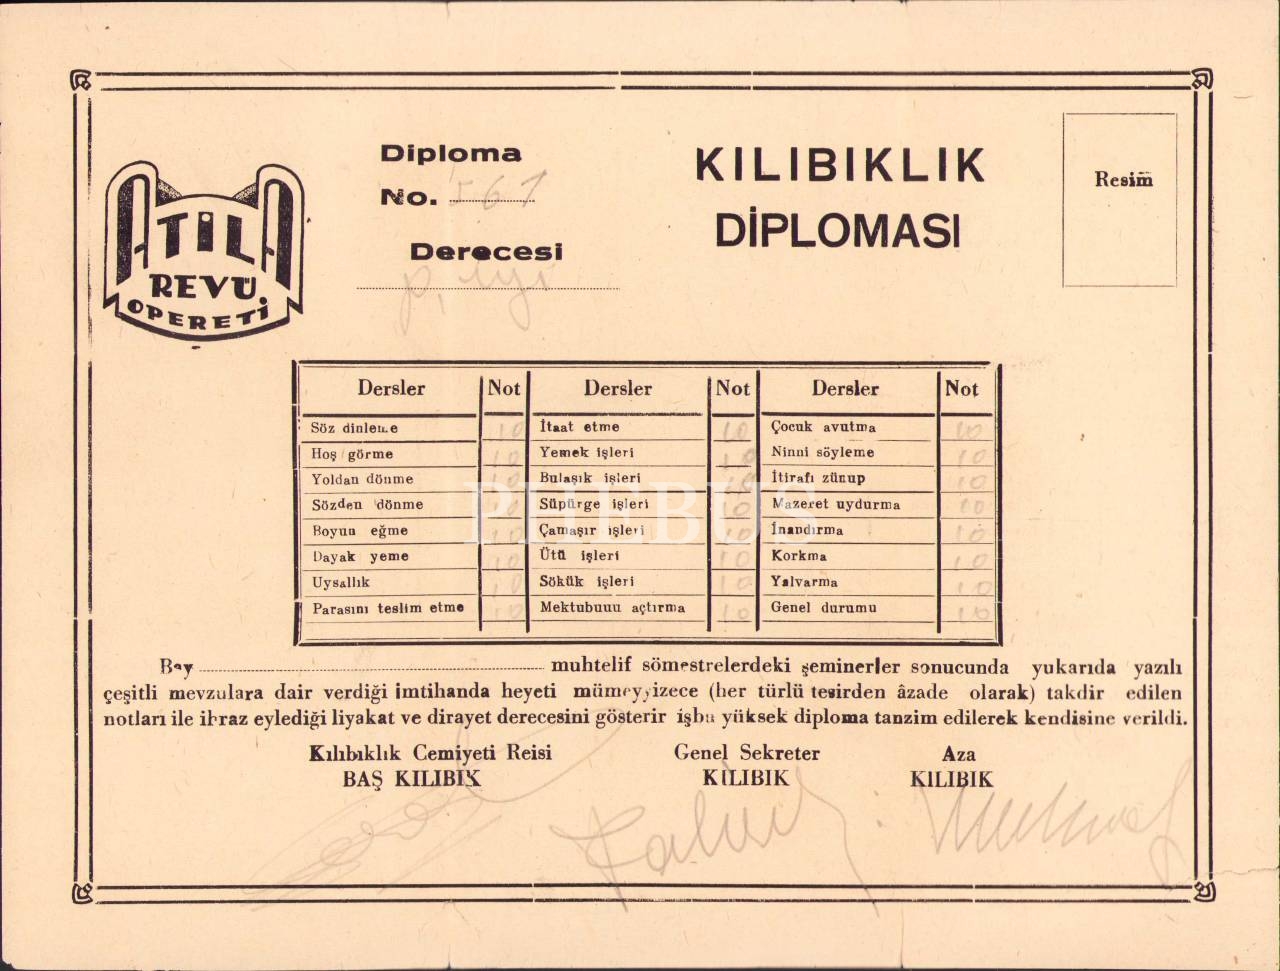 ATİLA
REVÜ
OPERETİ
Diploma
No. 561
Derecesi
p. iyi
KILIBIKLIK
DİPLOMASI
Resim
Dersler Not Dersler Not Dersler Not
Söz dinleme 10 İtaat etme 10 Çocuk avutma 10
Hoş görme 10 Yemek işleri 10 Ninni söyleme 10
Yoldan dönme 10 Bulaşık işleri 10 İtirafı zünup 10
Sözden dönme 10 Süpürge işleri 10 Mazeret uydurma 10
Boyun eğme 10 Çamaşır işleri 10 İnandırma 10
Dayak yeme 10 Ütü işleri 10 Korkma 10
Uysallık 10 Sökük işleri 10 Yalvarma 10
Parasını teslim etme 10 Mektubunu açtırma 10 Genel durumu 10
PHEBUS
Bay ........ muhtelif sömestrelerdeki şeminerler sonucunda yukarıda yazılı
çeşitli mevzulara dair verdiği imtihanda heyeti mümeyyizece (her türlü tesirden âzade olarak) takdir edilen
notları ile ibraz eylediği liyakat ve dirayet derecesini gösterir işbu yüksek diploma tanzim edilerek kendisine verildi.
Kılıbıklık Cemiyeti Reisi Genel Sekreter Aza
BAŞ KILIBIK KILIBIK KILIBIK